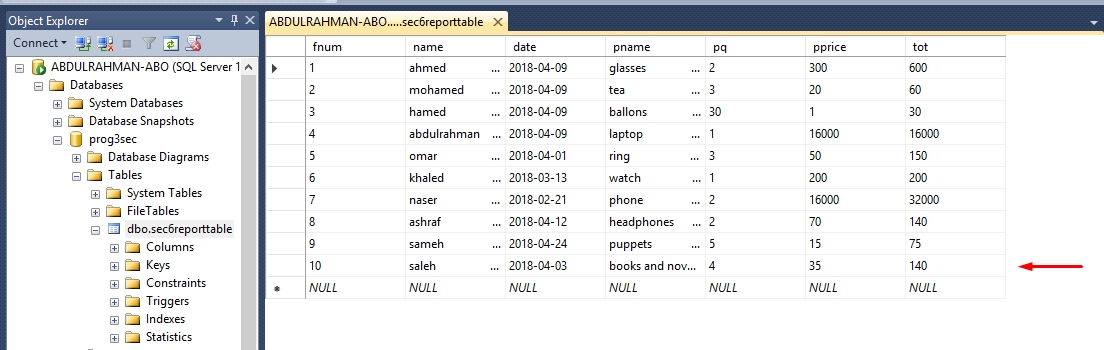 Object Explorer
Connect
ABDULRAHMAN-ABO (SQL Server 1
Databases
System Databases
Database Snapshots
prog3sec
Database Diagrams
Tables
System Tables
FileTables
dbo.sec6reporttable
Columns
Keys
Constraints
Triggers
Indexes
Statistics
ABDULRAHMAN-ABO.....sec6reporttable
fnum name date pname pq pprice tot
1 ahmed ... 2018-04-09 glasses ... 2 300 600
2 mohamed ... 2018-04-09 tea ... 3 20 60
3 hamed ... 2018-04-09 ballons ... 30 1 30
4 abdulrahman ... 2018-04-09 laptop ... 1 16000 16000
5 omar ... 2018-04-01 ring ... 3 50 150
6 khaled ... 2018-03-13 watch ... 1 200 200
7 naser ... 2018-02-21 phone ... 2 16000 32000
8 ashraf ... 2018-04-12 headphones ... 2 70 140
9 sameh ... 2018-04-24 puppets ... 5 15 75
10 saleh ... 2018-04-03 books and nov... 4 35 140
NULL NULL NULL NULL NULL NULL NULL